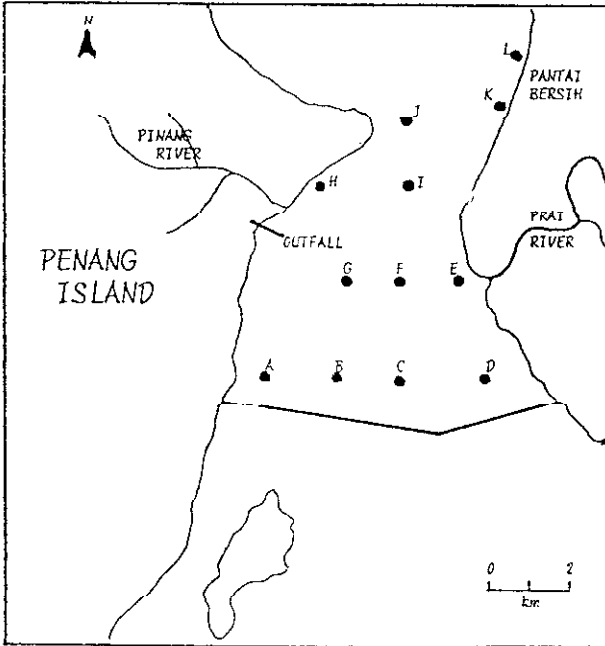 N
L
PANTAI
BERSIH
K
J
PINANG
RIVER
H
I
PRAI
RIVER
OUTFALL
PENANG
ISLAND
G
F
E
A
B
C
D
0
2
km